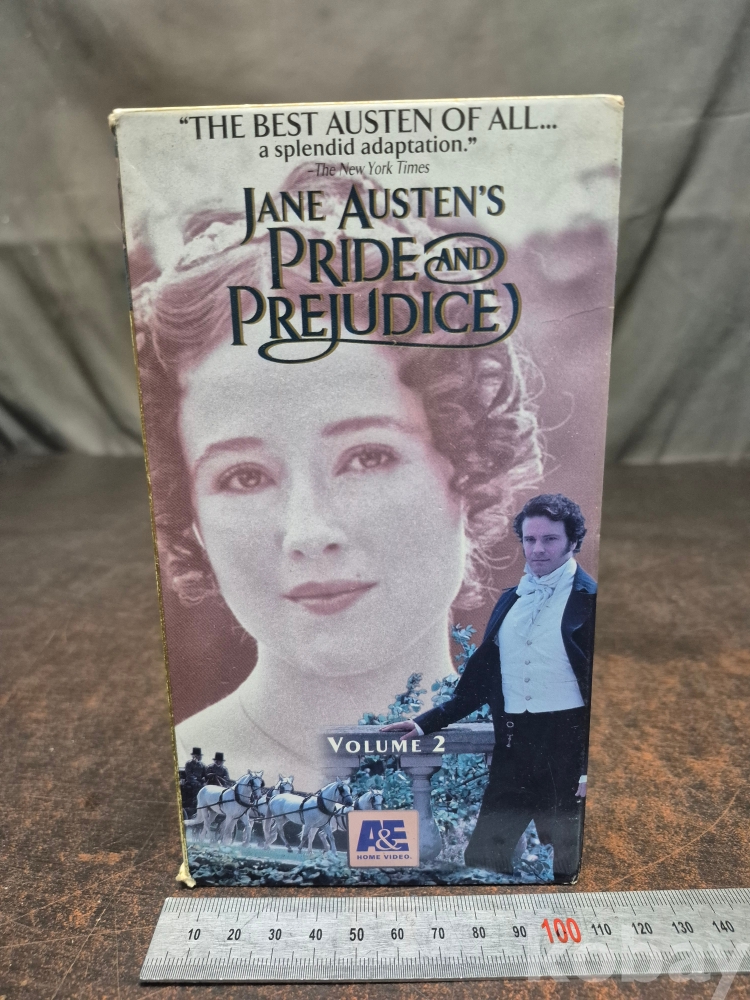 “THE BEST AUSTEN OF ALL...
a splendid adaptation.”
–The New York Times
JANE AUSTEN'S
PRIDE AND
PREJUDICE
VOLUME 2
A&E
HOME VIDEO.
10 20 30 40 50 60 70 80 90 100 110 120 130 140
kobay